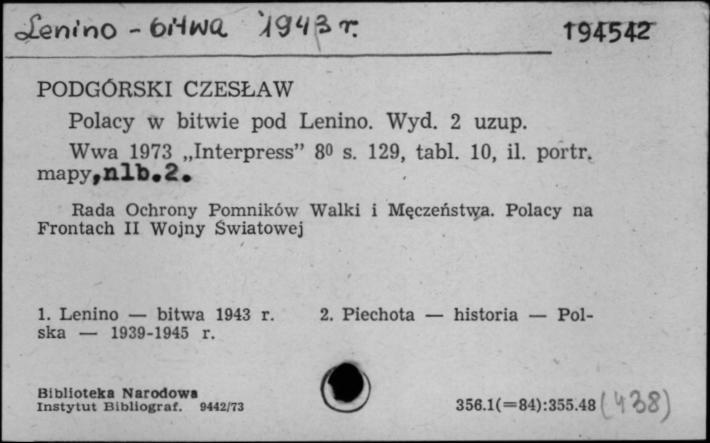 Lenino - bitwa 1943 r.
194542
PODGÓRSKI CZESŁAW
Polacy w bitwie pod Lenino. Wyd. 2 uzup.
Wwa 1973 „Interpress” 8⁰ s. 129, tabl. 10, il. portr.
mapy,nlb.2.
Rada Ochrony Pomników Walki i Męczeństwa. Polacy na
Frontach II Wojny Światowej
1. Lenino — bitwa 1943 r. 2. Piechota — historia — Pol-
ska — 1939-1945 r.
Biblioteka Narodowa
Instytut Bibliograf. 9442/73
356.1(=84):355.48 (438)